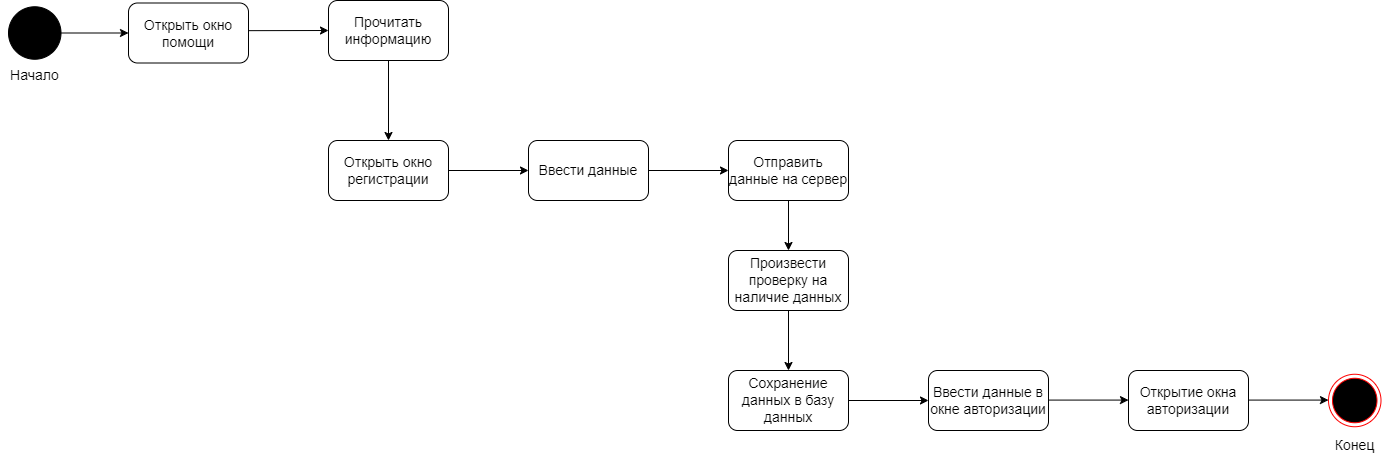 Начало
Открыть окно
помощи
Прочитать
информацию
Открыть окно
регистрации
Ввести данные
Отправить
данные на сервер
Произвести
проверку на
наличие данных
Сохранение
данных в базу
данных
Ввести данные в
окне авторизации
Открытие окна
авторизации
Конец